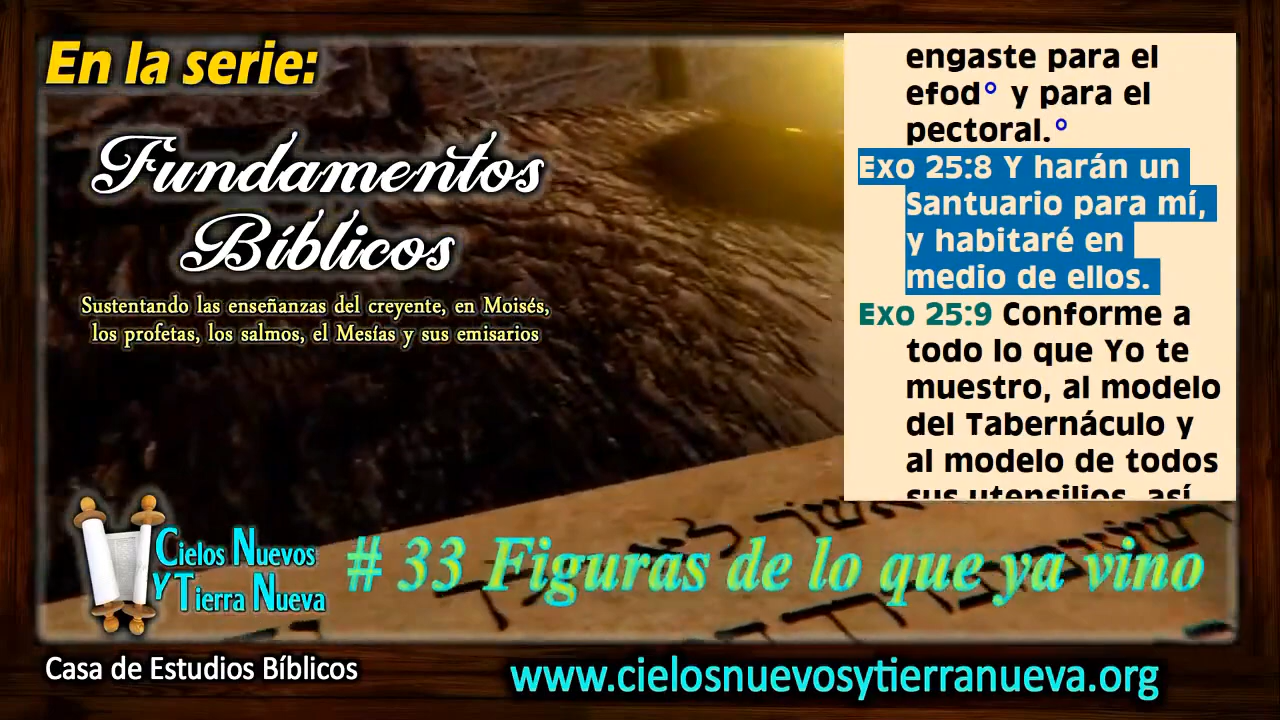 En la serie:
Fundamentos
Bíblicos
Sustentando las enseñanzas del creyente, en Moisés,
los profetas, los salmos, el Mesías y sus emisarios
engaste para el
efod° y para el
pectoral.°
Exo 25:8 Y harán un
Santuario para mí,
y habitaré en
medio de ellos.
Exo 25:9 Conforme a
todo lo que Yo te
muestro, al modelo
del Tabernáculo y
al modelo de todos
sus utensilios, así
Cielos Nuevos
Y Tierra Nueva
# 33 Figuras de lo que ya vino
Casa de Estudios Bíblicos
www.cielosnuevosytierranueva.org